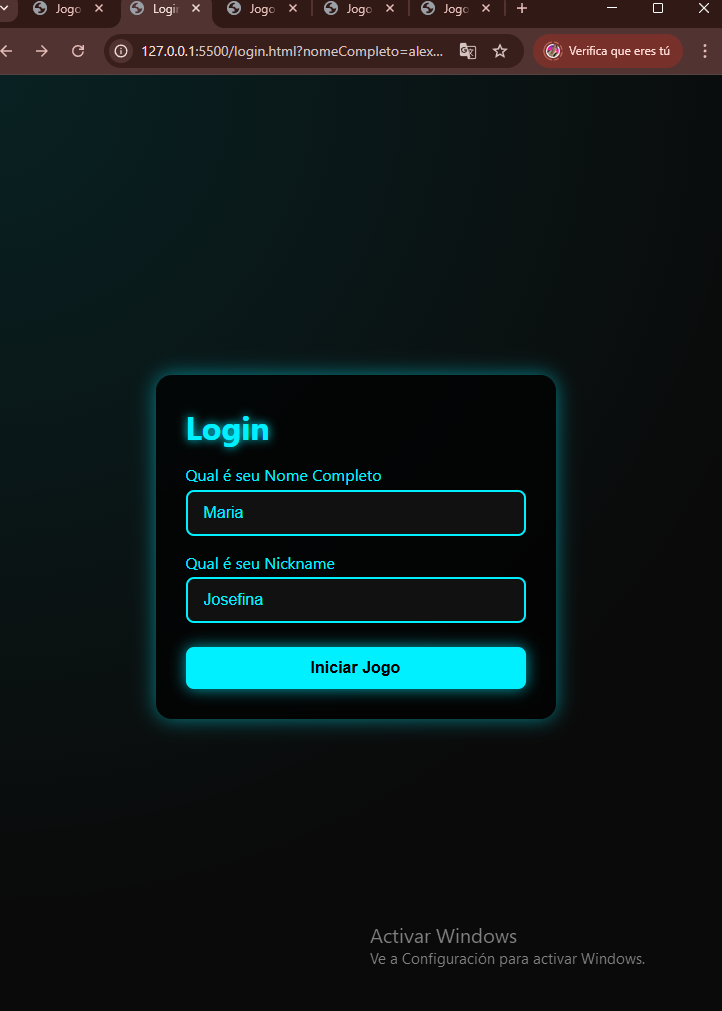 Jogo
Login
Jogo
Jogo
Jogo
127.0.0.1:5500/login.html?nomeCompleto=alex...
Verifica que eres tú
Login
Qual é seu Nome Completo
Maria
Qual é seu Nickname
Josefina
Iniciar Jogo
Activar Windows
Ve a Configuración para activar Windows.